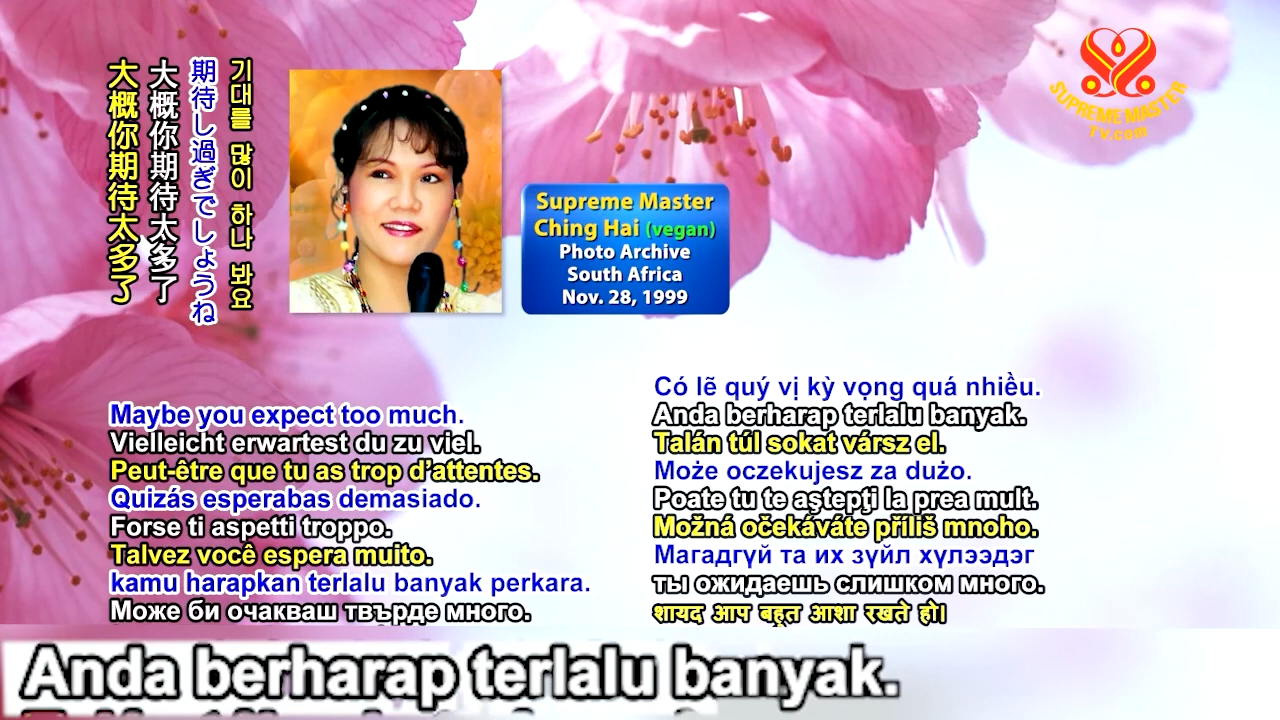 大概你期待太多了
大概你期待太多了
期待し過ぎでしょうね
기대를 많이 하나 봐요
Supreme Master
Ching Hai (vegan)
Photo Archive
South Africa
Nov. 28, 1999
SUPREME MASTER
TV.com
Maybe you expect too much.
Vielleicht erwartest du zu viel.
Peut-être que tu as trop d’attentes.
Quizás esperabas demasiado.
Forse ti aspetti troppo.
Talvez você espera muito.
kamu harapkan terlalu banyak perkara.
Може би очакваш твърде много.
Có lẽ quý vị kỳ vọng quá nhiều.
Anda berharap terlalu banyak.
Talán túl sokat vársz el.
Może oczekujesz za dużo.
Poate tu te aştepţi la prea mult.
Možná očekáváte příliš mnoho.
Магадгүй та их зүйл хүлээдэг
ты ожидаешь слишком много.
शायद आप बहुत आशा रखते हो।
Anda berharap terlalu banyak.